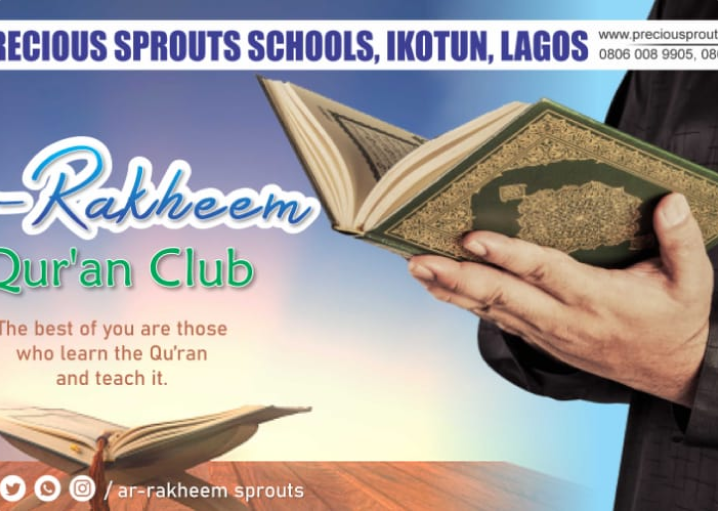 RECIOUS SPROUTS SCHOOLS, IKOTUN, LAGOS
www.precioussprout
0806 008 9905, 080
-Rakheem
Qur'an Club
The best of you are those
who learn the Qu'ran
and teach it.
/ ar-rakheem sprouts